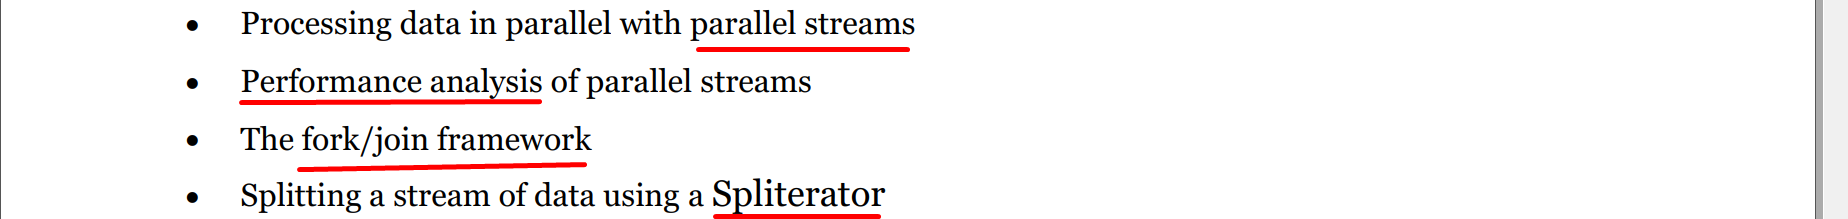 • Processing data in parallel with parallel streams
• Performance analysis of parallel streams
• The fork/join framework
• Splitting a stream of data using a Spliterator